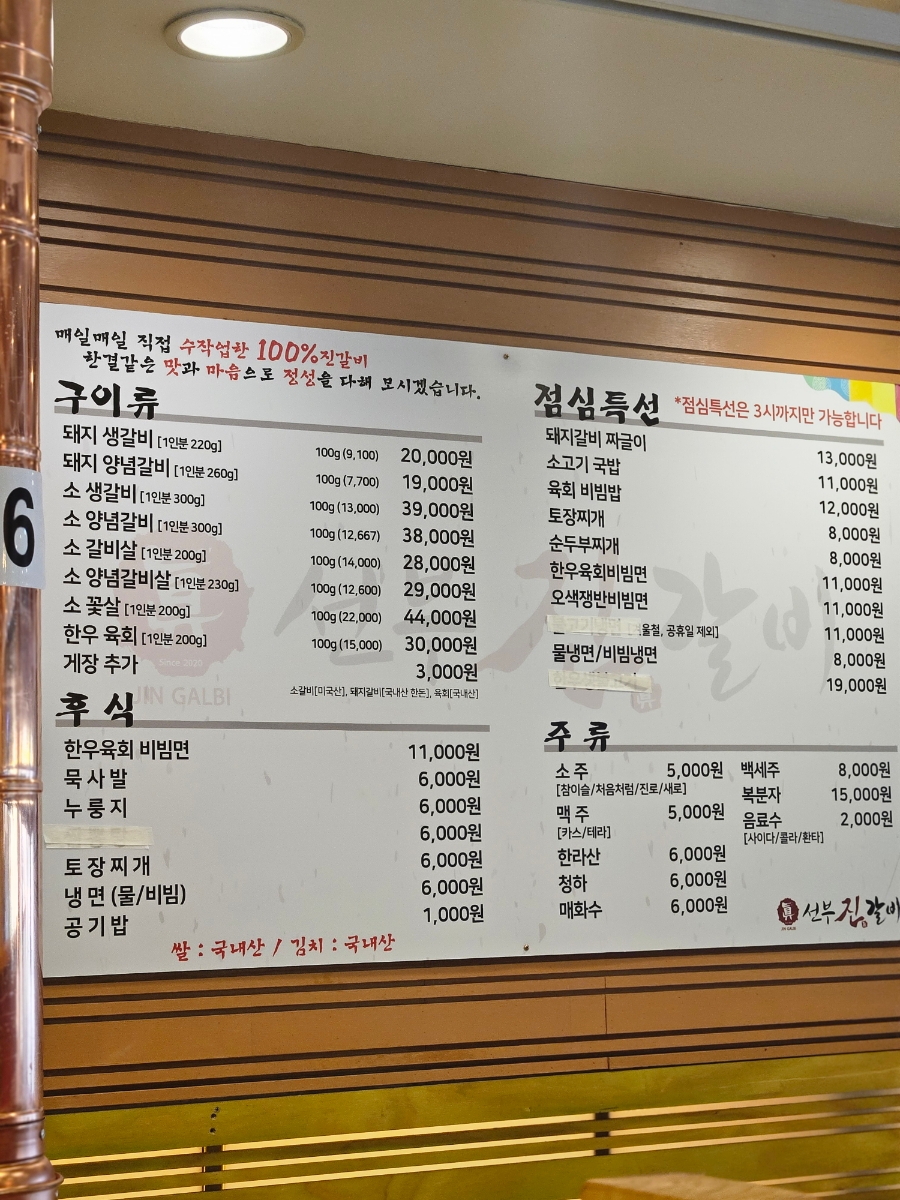 6
매일매일 직접 수작업한 100%진갈비
한결같은 맛과 마음으로 정성을 다해 모시겠습니다.
구이류
돼지 생갈비 [1인분 220g] 100g (9,100) 20,000원
돼지 양념갈비 [1인분 260g] 100g (7,700) 19,000원
소 생갈비 [1인분 300g] 100g (13,000) 39,000원
소 양념갈비 [1인분 300g] 100g (12,667) 38,000원
소 갈비살 [1인분 200g] 100g (14,000) 28,000원
소 양념갈비살 [1인분 230g] 100g (12,600) 29,000원
소 꽃살 [1인분 200g] 100g (22,000) 44,000원
한우 육회 [1인분 200g] 100g (15,000) 30,000원
게장 추가 3,000원
소갈비[미국산], 돼지갈비[국내산 한돈], 육회[국내산]
후식
한우육회 비빔면 11,000원
묵사발 6,000원
누룽지 6,000원
6,000원
토장찌개 6,000원
냉면 (물/비빔) 6,000원
공기밥 1,000원
쌀 : 국내산 / 김치 : 국내산
점심특선 *점심특선은 3시까지만 가능합니다
돼지갈비 짜글이 13,000원
소고기 국밥 11,000원
육회 비빔밥 12,000원
토장찌개 8,000원
순두부찌개 8,000원
한우육회비빔면 11,000원
오색쟁반비빔면 11,000원
울철, 공휴일 제외] 11,000원
물냉면/비빔냉면 8,000원
19,000원
주류
소주 5,000원
[참이슬/처음처럼/진로/새로]
맥주 5,000원
[카스/테라]
한라산 6,000원
청하 6,000원
매화수 6,000원
백세주 8,000원
복분자 15,000원
음료수 2,000원
[사이다/콜라/환타]
선부 진갈비
JIN GALBI
眞 선부 진갈비
Since 2020
JIN GALBI